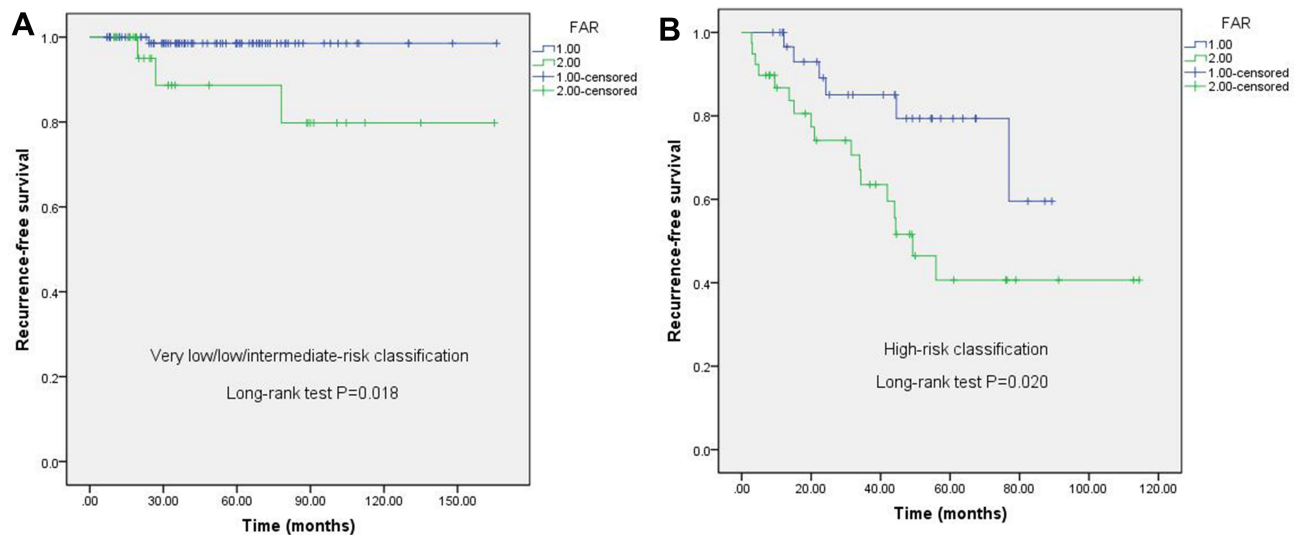 A
FAR
1.00
2.00
1.00-censored
2.00-censored
1.0
0.8
0.6
0.4
0.2
0.0
Recurrence-free survival
Very low/low/intermediate-risk classification
Long-rank test P=0.018
.00 30.00 60.00 90.00 120.00 150.00
Time (months)
B
FAR
1.00
2.00
1.00-censored
2.00-censored
1.0
0.8
0.6
0.4
0.2
0.0
Recurrence-free survival
High-risk classification
Long-rank test P=0.020
.00 20.00 40.00 60.00 80.00 100.00 120.00
Time (months)